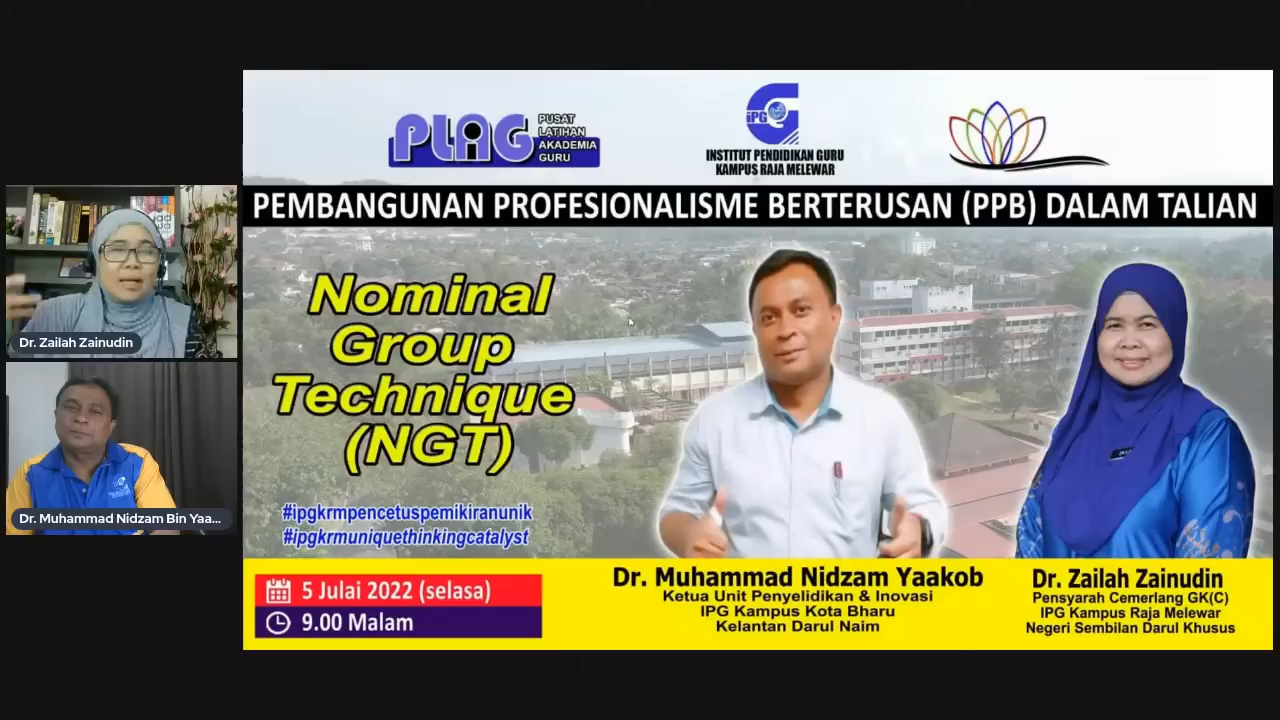 PLAG
PUSAT
LATIHAN
AKADEMIA
GURU
iPG
INSTITUT PENDIDIKAN GURU
KAMPUS RAJA MELEWAR
PEMBANGUNAN PROFESIONALISME BERTERUSAN (PPB) DALAM TALIAN
Dr. Zailah Zainudin
Dr. Muhammad Nidzam Bin Yaa...
Nominal
Group
Technique
(NGT)
#ipgkrmpencetuspemikiranunik
#ipgkrmuniquethinkingcatalyst
5 Julai 2022 (selasa)
9.00 Malam
Dr. Muhammad Nidzam Yaakob
Ketua Unit Penyelidikan & Inovasi
IPG Kampus Kota Bharu
Kelantan Darul Naim
Dr. Zailah Zainudin
Pensyarah Cemerlang GK(C)
IPG Kampus Raja Melewar
Negeri Sembilan Darul Khusus